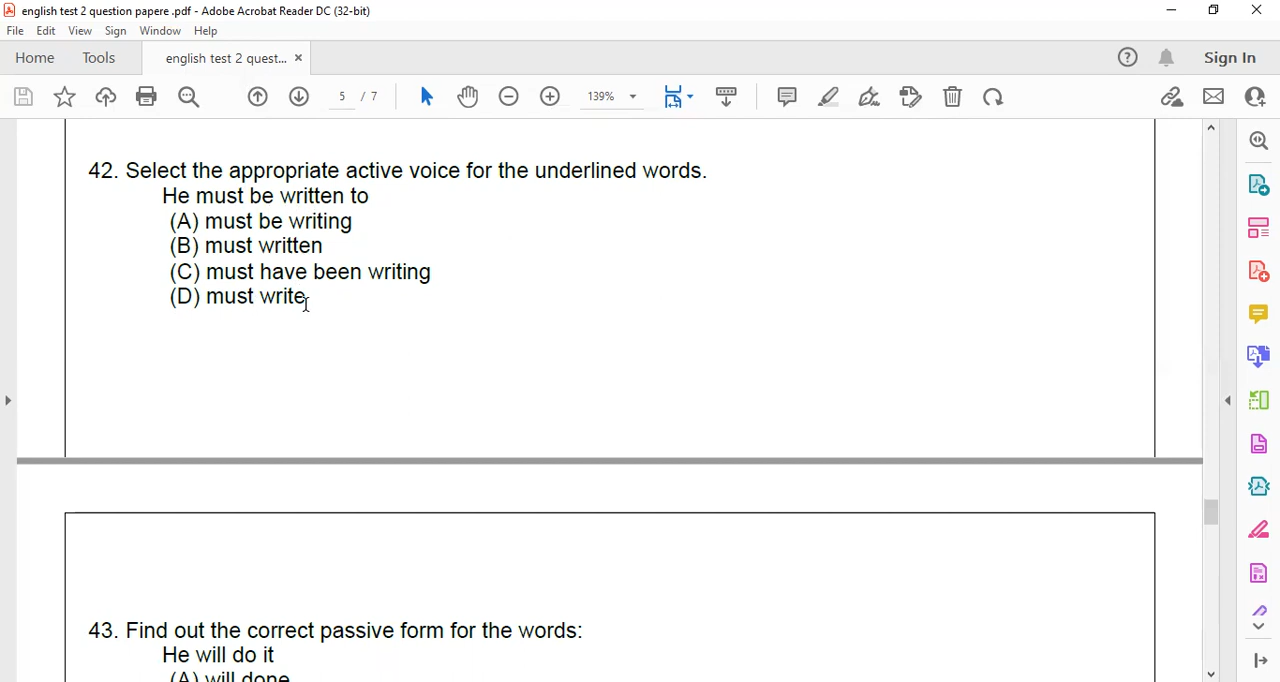 english test 2 question papere .pdf - Adobe Acrobat Reader DC (32-bit)
File Edit View Sign Window Help
Home Tools english test 2 quest... × Sign In
5 / 7 139%
42. Select the appropriate active voice for the underlined words.
He must be written to
(A) must be writing
(B) must written
(C) must have been writing
(D) must write
43. Find out the correct passive form for the words:
He will do it
(A) will done